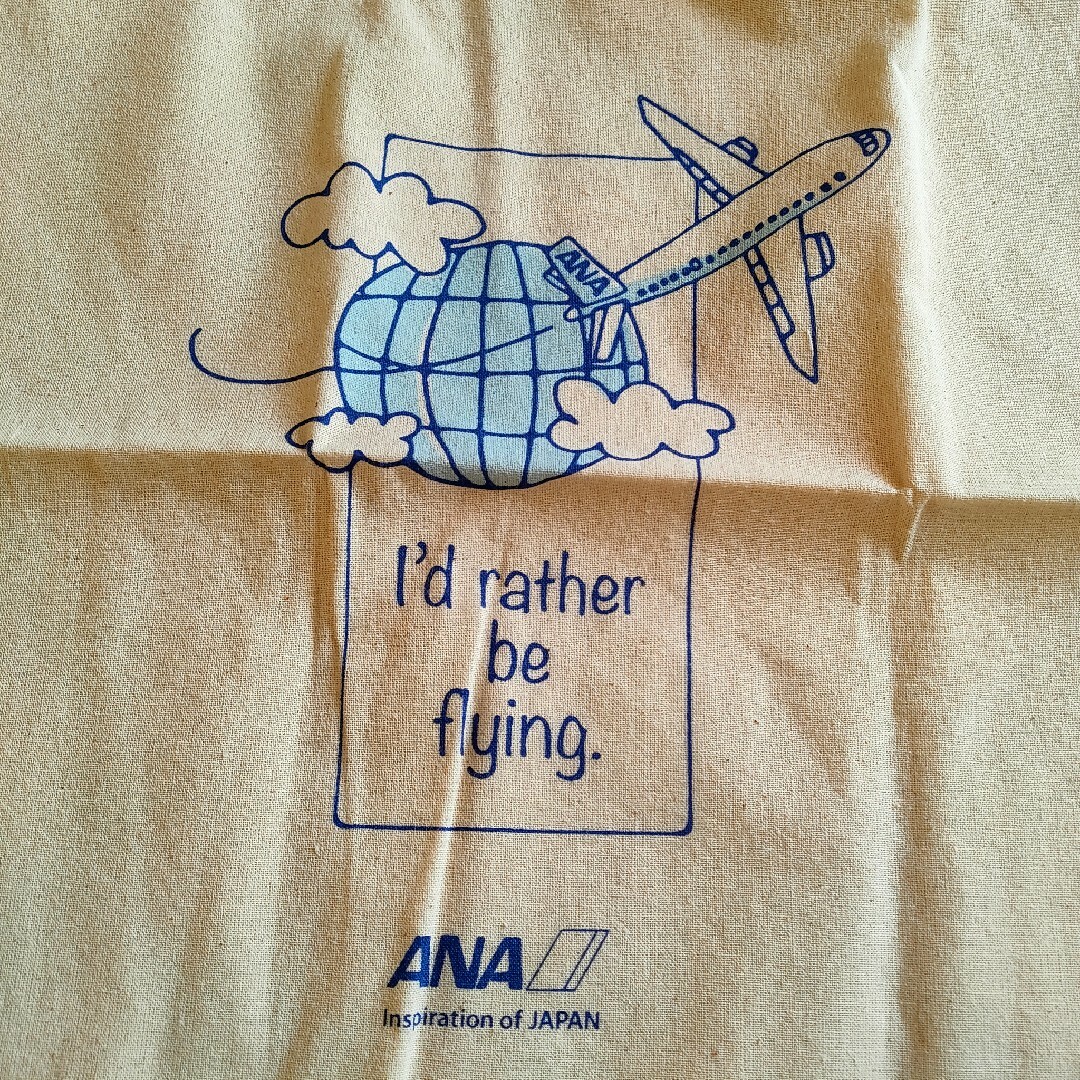 ANA
I'd rather
be
flying.
ANA
Inspiration of JAPAN